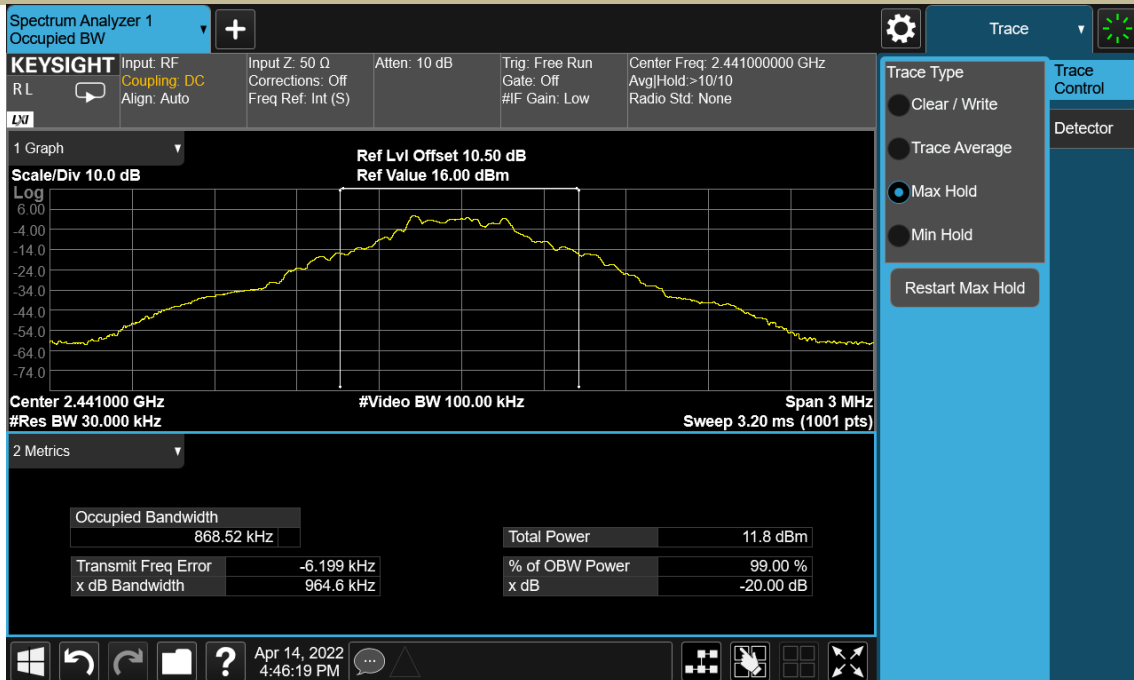 Spectrum Analyzer 1
Occupied BW
+
Trace
KEYSIGHT
R L
LXI
Input: RF
Coupling: DC
Align: Auto
Input Z: 50 Ω
Corrections: Off
Freq Ref: Int (S)
Atten: 10 dB
Trig: Free Run
Gate: Off
#IF Gain: Low
Center Freq: 2.441000000 GHz
Avg|Hold:>10/10
Radio Std: None
Trace Type
Clear / Write
Trace Average
Max Hold
Min Hold
Restart Max Hold
Trace
Control
Detector
1 Graph
Scale/Div 10.0 dB
Ref Lvl Offset 10.50 dB
Ref Value 16.00 dBm
Log
6.00
-4.00
-14.0
-24.0
-34.0
-44.0
-54.0
-64.0
-74.0
Center 2.441000 GHz
#Video BW 100.00 kHz
Span 3 MHz
#Res BW 30.000 kHz
Sweep 3.20 ms (1001 pts)
2 Metrics
Occupied Bandwidth
868.52 kHz
Total Power 11.8 dBm
Transmit Freq Error -6.199 kHz
% of OBW Power 99.00 %
x dB Bandwidth 964.6 kHz
x dB -20.00 dB
?
Apr 14, 2022
4:46:19 PM